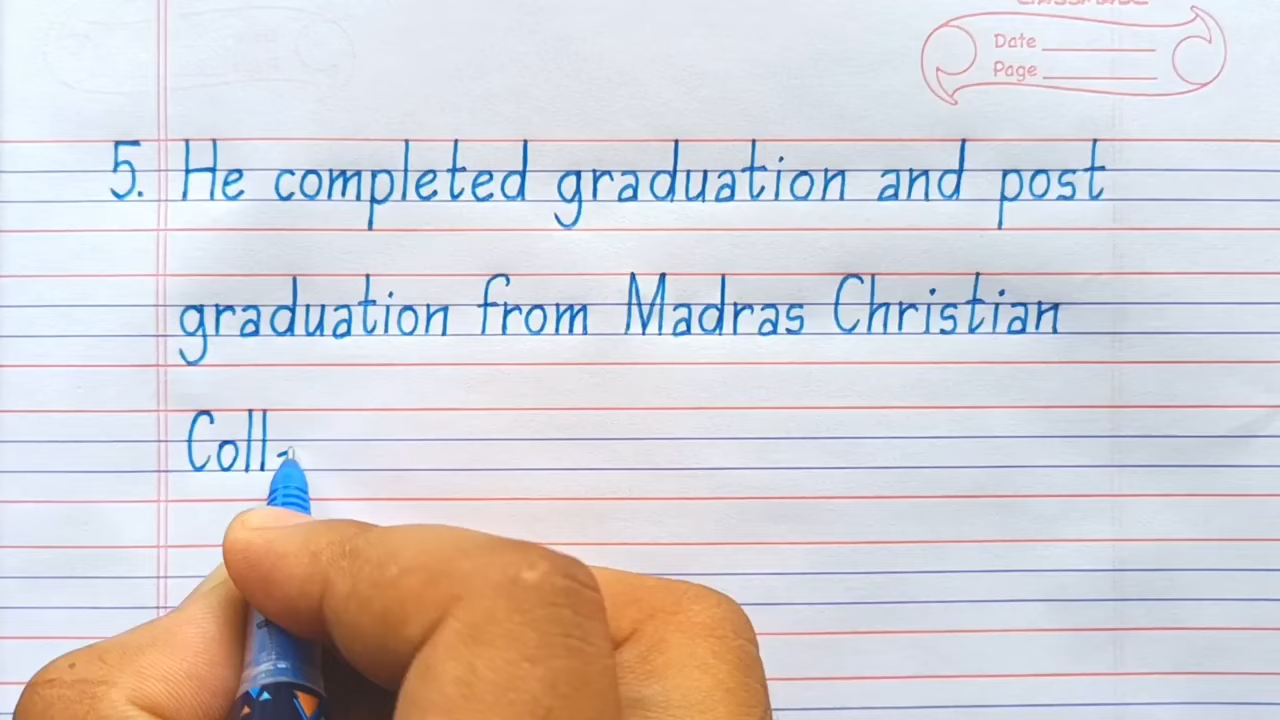 Date
Page
5. He completed graduation and post
graduation from Madras Christian
Coll